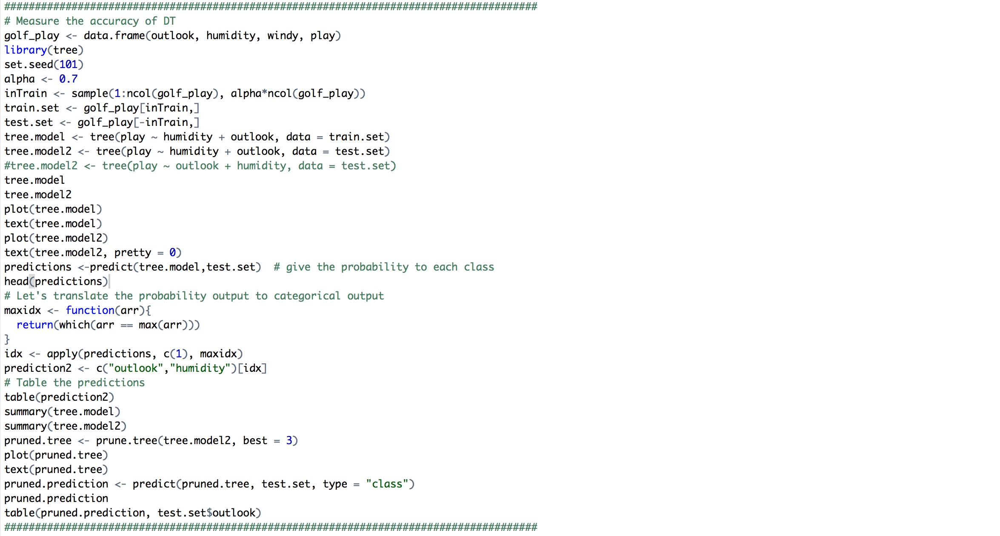 #######################################################################################
# Measure the accuracy of DT
golf_play <- data.frame(outlook, humidity, windy, play)
library(tree)
set.seed(101)
alpha <- 0.7
inTrain <- sample(1:ncol(golf_play), alpha*ncol(golf_play))
train.set <- golf_play[inTrain,]
test.set <- golf_play[-inTrain,]
tree.model <- tree(play ~ humidity + outlook, data = train.set)
tree.model2 <- tree(play ~ humidity + outlook, data = test.set)
#tree.model2 <- tree(play ~ outlook + humidity, data = test.set)
tree.model
tree.model2
plot(tree.model)
text(tree.model)
plot(tree.model2)
text(tree.model2, pretty = 0)
predictions <-predict(tree.model,test.set)  # give the probability to each class
head(predictions)
# Let's translate the probability output to categorical output
maxidx <- function(arr){
  return(which(arr == max(arr)))
}
idx <- apply(predictions, c(1), maxidx)
prediction2 <- c("outlook","humidity")[idx]
# Table the predictions
table(prediction2)
summary(tree.model)
summary(tree.model2)
pruned.tree <- prune.tree(tree.model2, best = 3)
plot(pruned.tree)
text(pruned.tree)
pruned.prediction <- predict(pruned.tree, test.set, type = "class")
pruned.prediction
table(pruned.prediction, test.set$outlook)
#######################################################################################